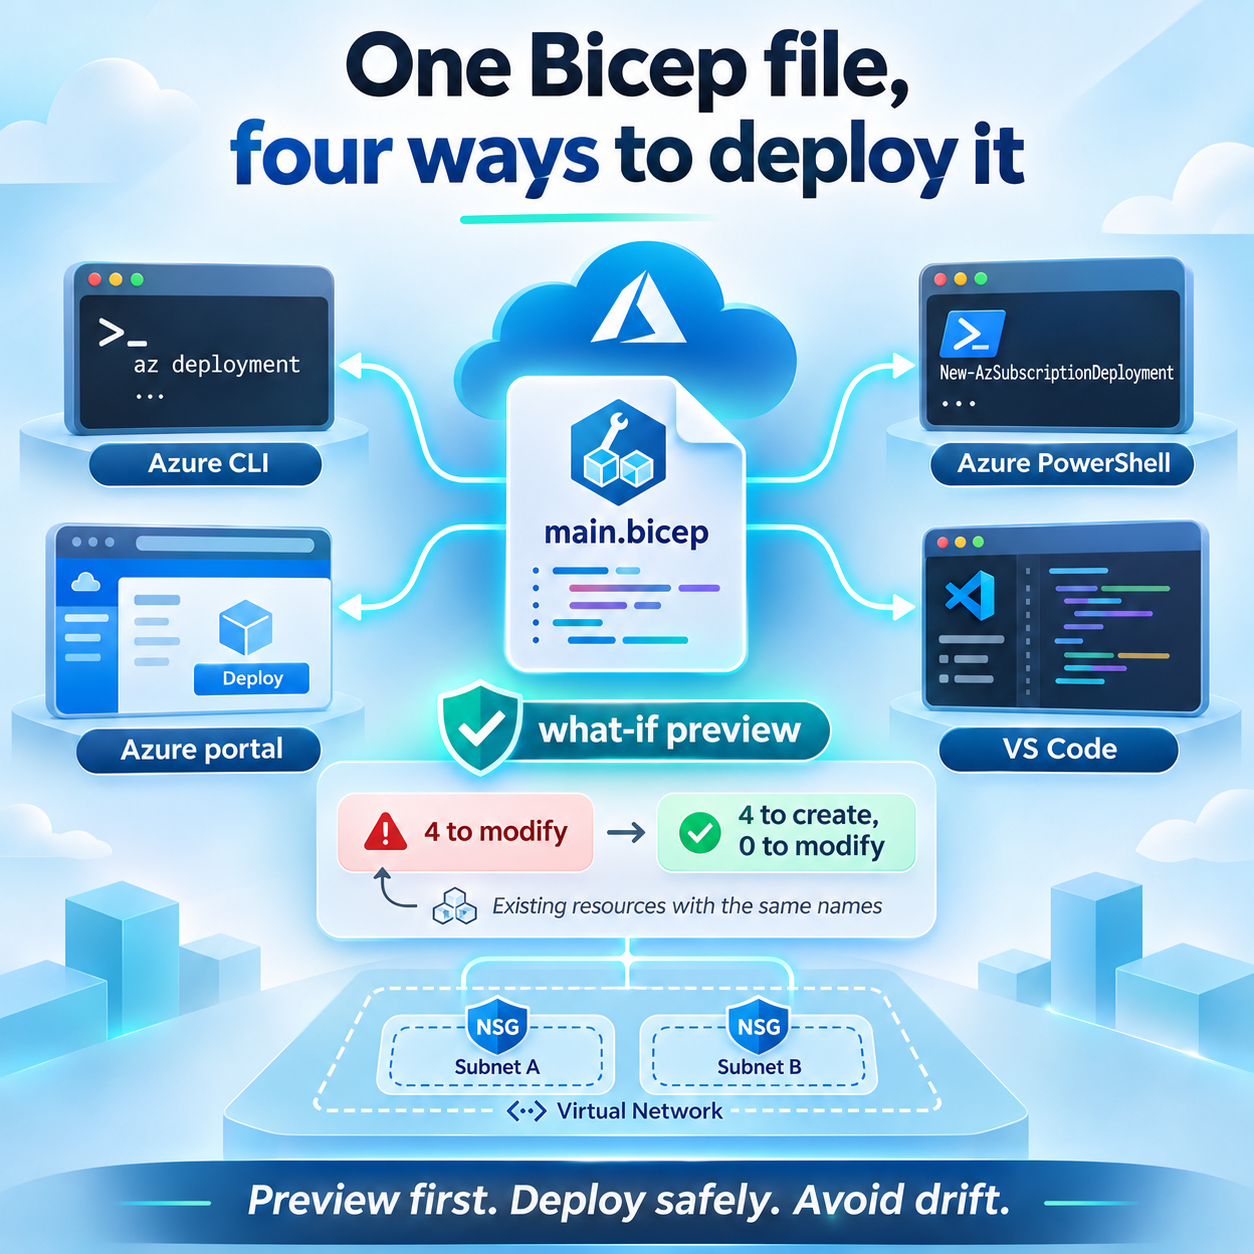 One Bicep file,
four ways to deploy it
>_
az deployment
...
Azure CLI
>_
New-AzSubscriptionDeployment
...
Azure PowerShell
main.bicep
Deploy
Azure portal
VS Code
what-if preview
4 to modify
4 to create,
0 to modify
Existing resources with the same names
NSG
Subnet A
NSG
Subnet B
Virtual Network
Preview first. Deploy safely. Avoid drift.